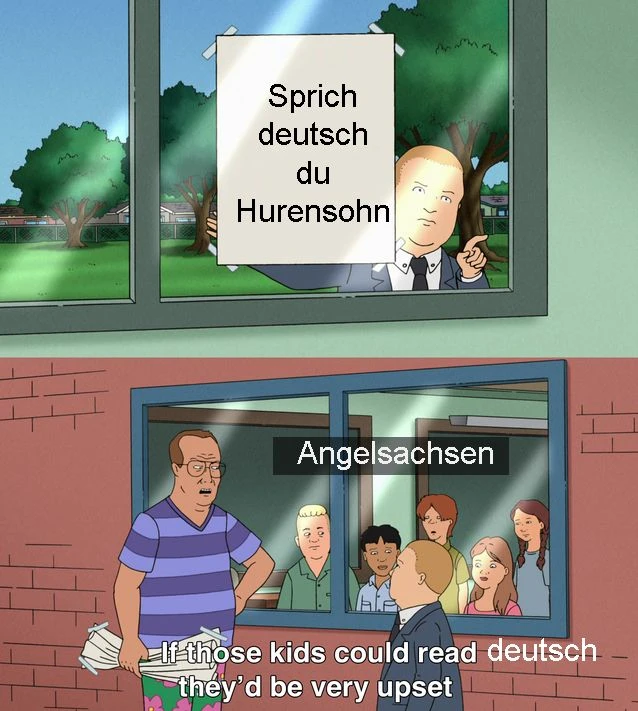 Sprich
deutsch
du
Hurensohn
Angelsachsen
If those kids could read deutsch
they'd be very upset